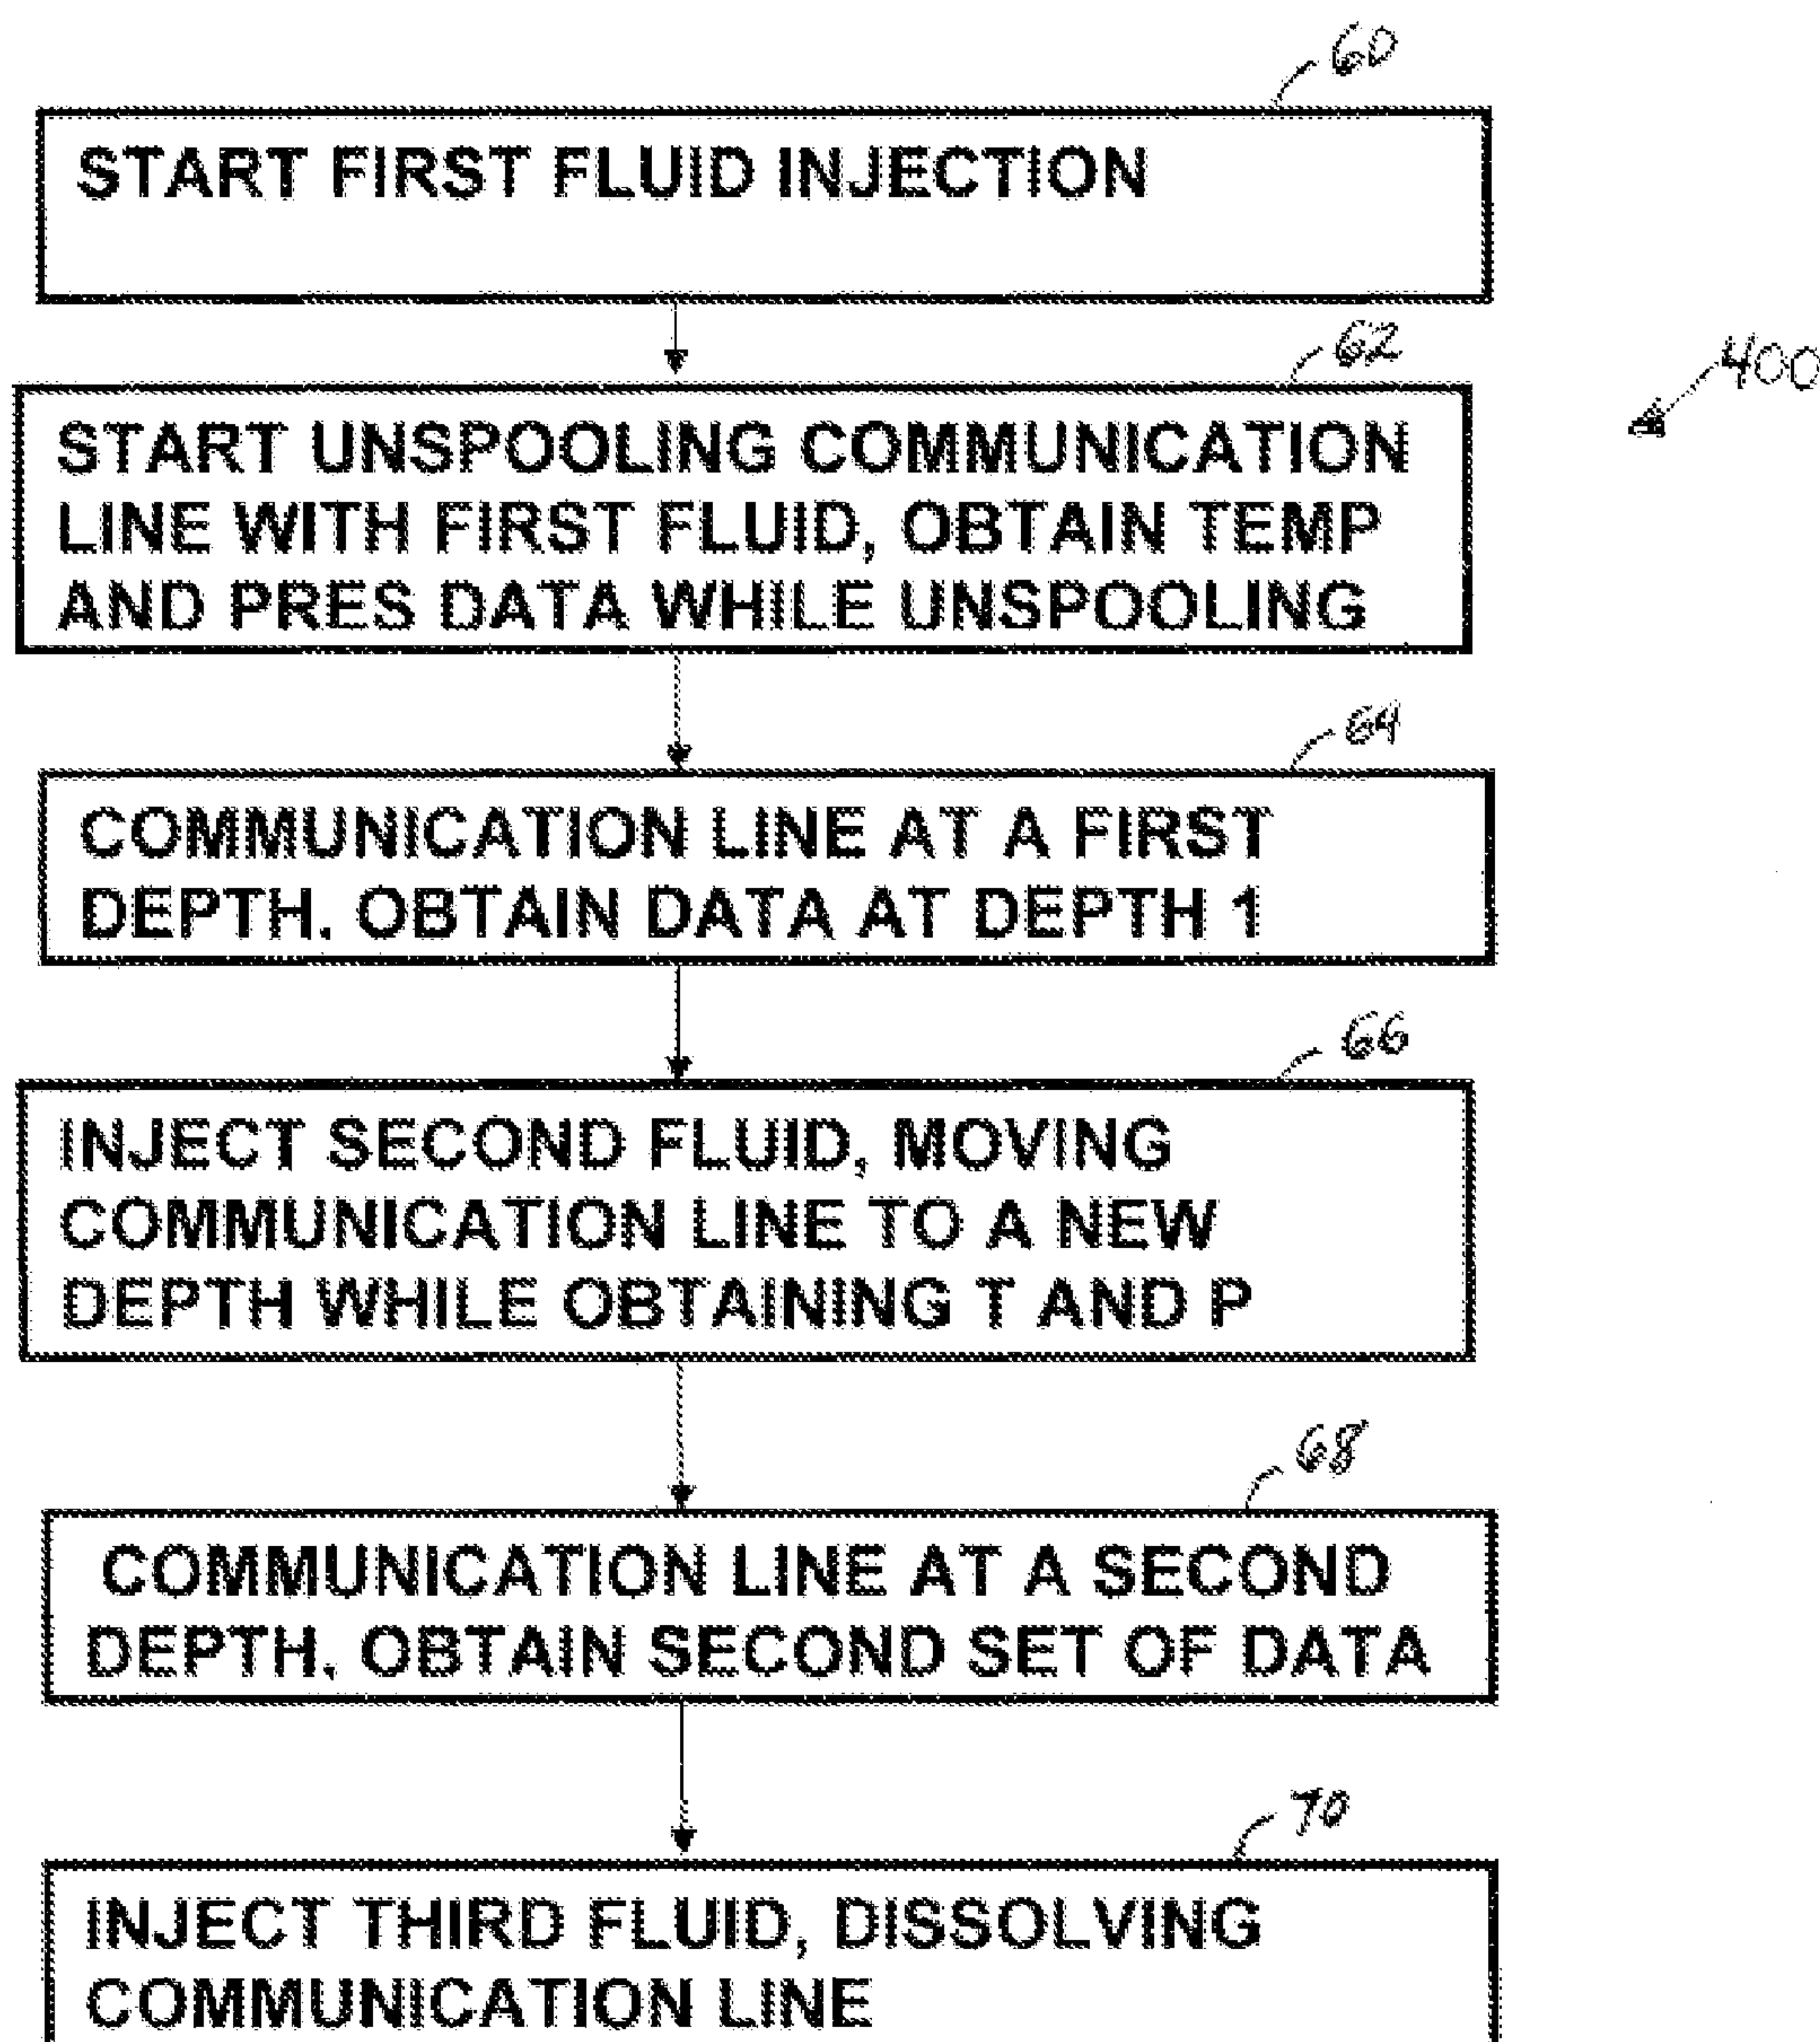 60
START FIRST FLUID INJECTION
62
400
START UNSPOOLING COMMUNICATION
LINE WITH FIRST FLUID, OBTAIN TEMP
AND PRES DATA WHILE UNSPOOLING
64
COMMUNICATION LINE AT A FIRST
DEPTH. OBTAIN DATA AT DEPTH 1
66
INJECT SECOND FLUID, MOVING
COMMUNICATION LINE TO A NEW
DEPTH WHILE OBTAINING T AND P
68
COMMUNICATION LINE AT A SECOND
DEPTH. OBTAIN SECOND SET OF DATA
70
INJECT THIRD FLUID, DISSOLVING
COMMUNICATION LINE